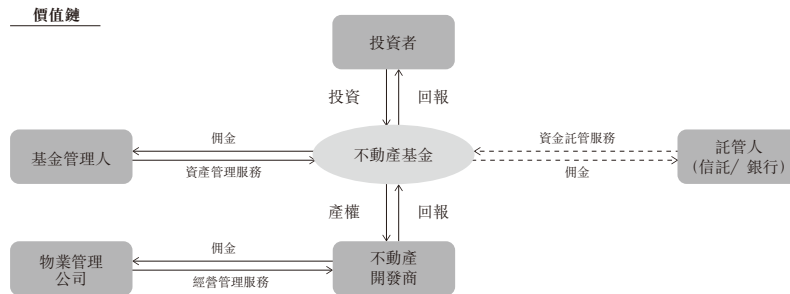 價值鏈
投資者
投資
回報
基金管理人
佣金
資產管理服務
不動產基金
資金託管服務
佣金
託管人
(信託/ 銀行)
產權
回報
物業管理
公司
佣金
經營管理服務
不動產
開發商